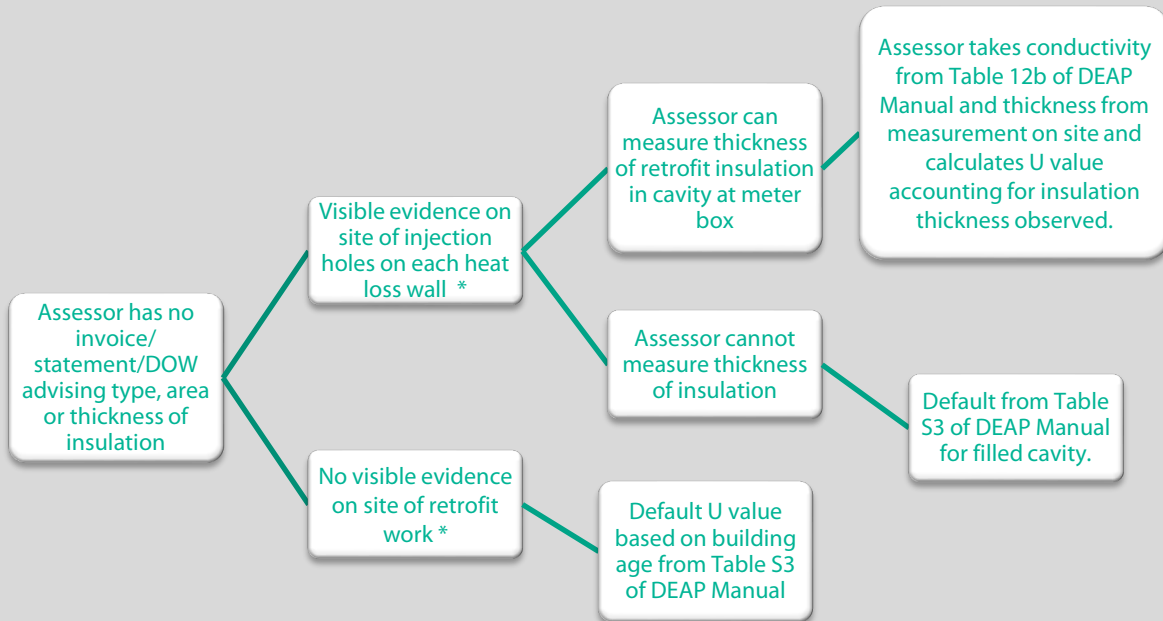 Assessor has no
invoice/
statement/DOW
advising type, area
or thickness of
insulation
Visible evidence on
site of injection
holes on each heat
loss wall *
No visible evidence
on site of retrofit
work *
Assessor can
measure thickness
of retrofit insulation
in cavity at meter
box
Assessor cannot
measure thickness
of insulation
Default U value
based on building
age from Table S3
of DEAP Manual
Assessor takes conductivity
from Table 12b of DEAP
Manual and thickness from
measurement on site and
calculates U value
accounting for insulation
thickness observed.
Default from Table
S3 of DEAP Manual
for filled cavity.